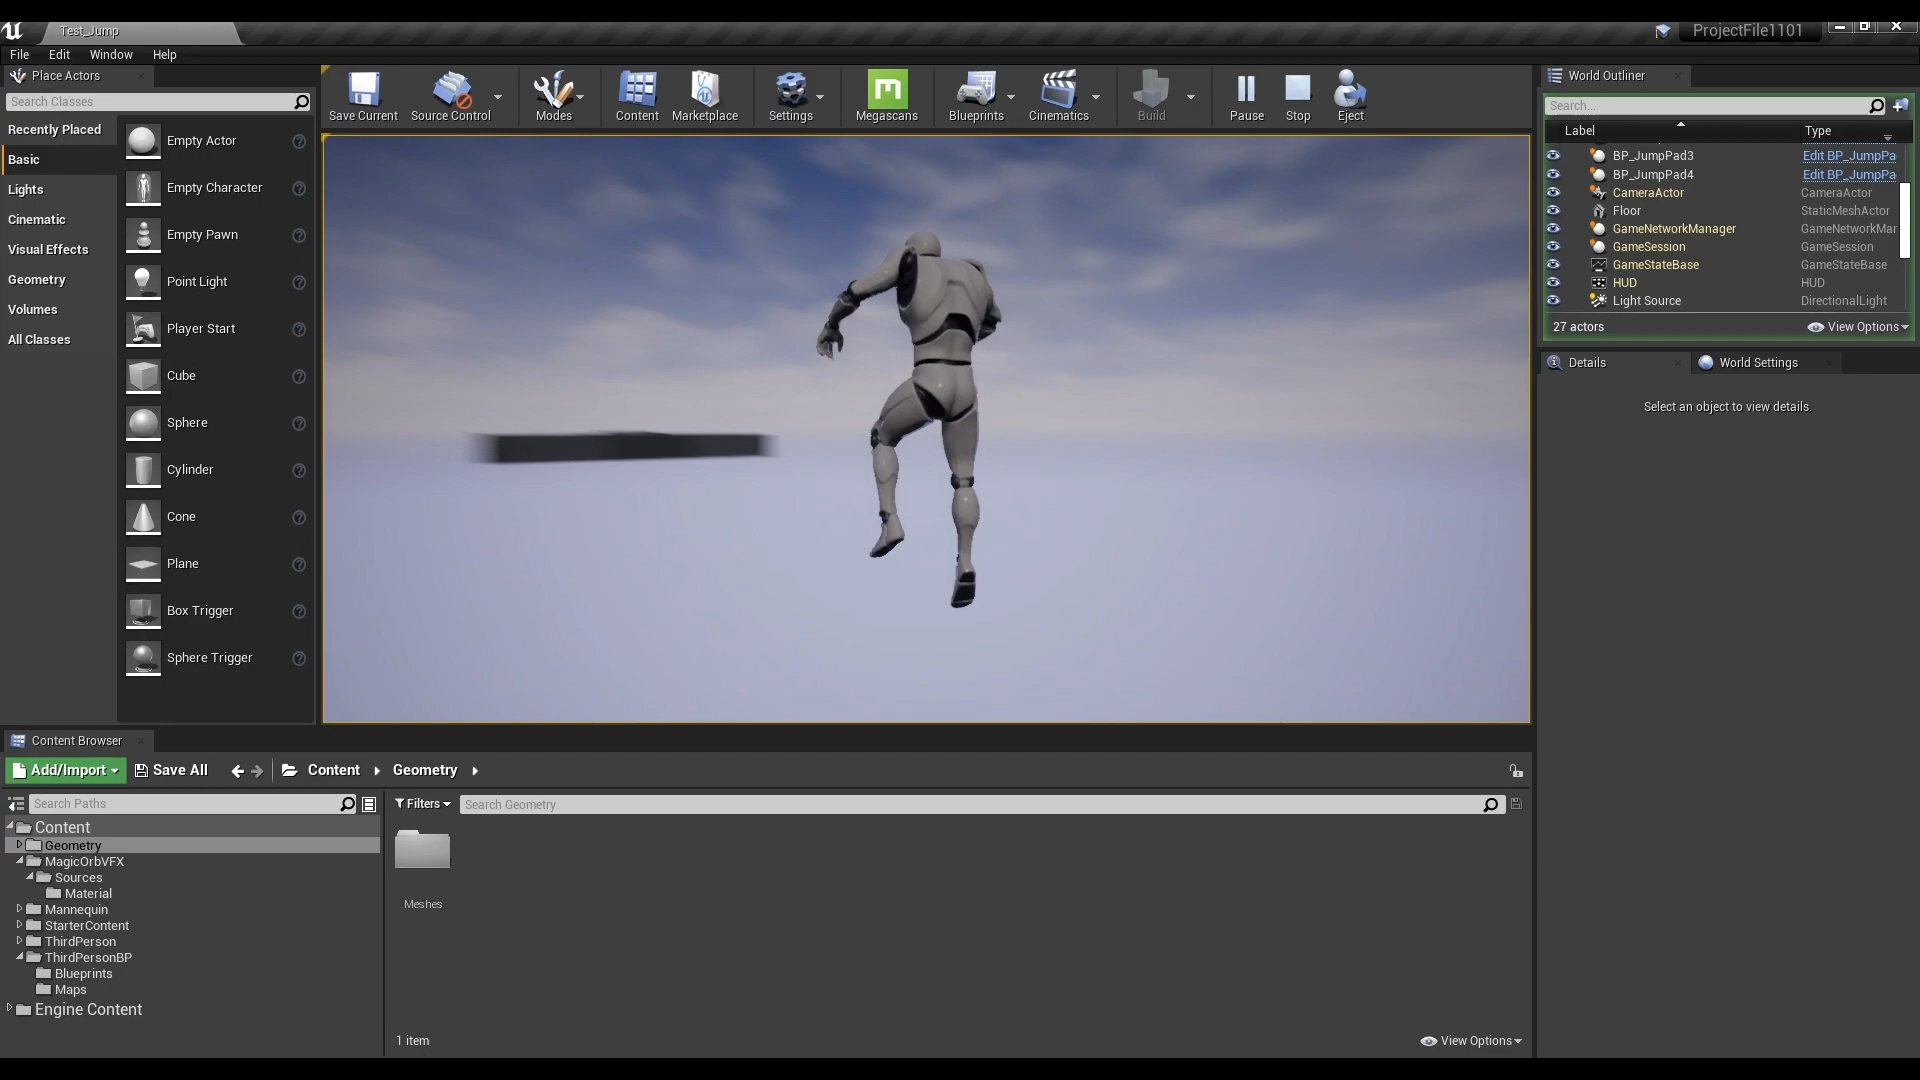 Test_Jump
ProjectFile1101
File Edit Window Help
Place Actors
Search Classes
Recently Placed
Basic
Lights
Cinematic
Visual Effects
Geometry
Volumes
All Classes
Empty Actor
Empty Character
Empty Pawn
Point Light
Player Start
Cube
Sphere
Cylinder
Cone
Plane
Box Trigger
Sphere Trigger
Save Current
Source Control
Modes
Content
Marketplace
Settings
Megascans
Blueprints
Cinematics
Build
Pause
Stop
Eject
World Outliner
Search...
Label Type
BP_JumpPad3 Edit BP_JumpPa
BP_JumpPad4 Edit BP_JumpPa
CameraActor CameraActor
Floor StaticMeshActor
GameNetworkManager GameNetworkMar
GameSession GameSession
GameStateBase GameStateBase
HUD HUD
Light Source DirectionalLight
27 actors View Options
Details
World Settings
Select an object to view details.
Content Browser
Add/Import Save All Content Geometry
Search Paths
Content
Geometry
MagicOrbVFX
Sources
Material
Mannequin
StarterContent
ThirdPerson
ThirdPersonBP
Blueprints
Maps
Engine Content
Filters Search Geometry
Meshes
1 item View Options